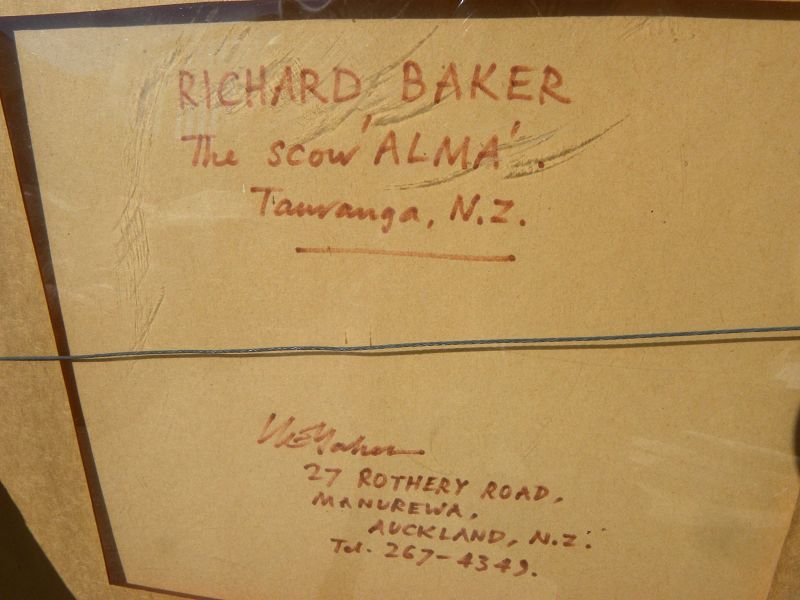 RICHARD BAKER
The scow 'ALMA'.
Tauranga, N.Z.
27 ROTHERY ROAD,
MANUREWA,
AUCKLAND, N.Z.
Tel. 267-4349.